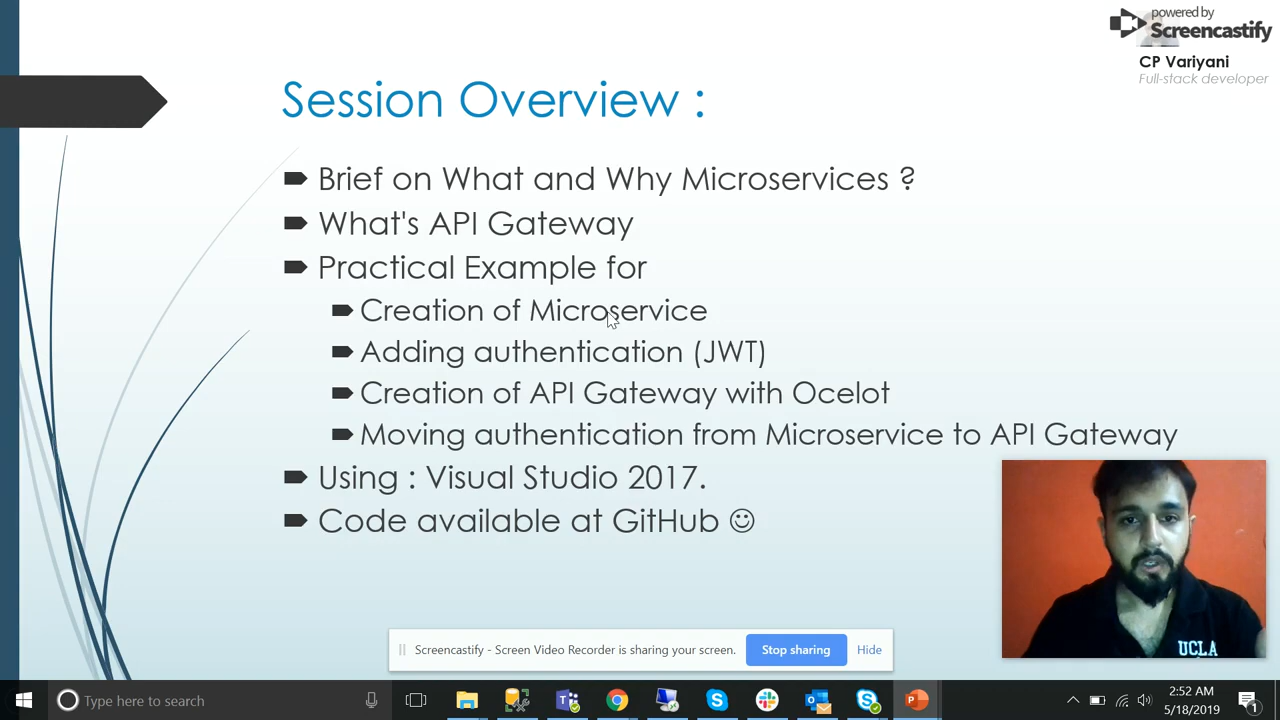 powered by
Screencastify
CP Variyani
Full-stack developer
Session Overview :
Brief on What and Why Microservices ?
What's API Gateway
Practical Example for
Creation of Microservice
Adding authentication (JWT)
Creation of API Gateway with Ocelot
Moving authentication from Microservice to API Gateway
Using : Visual Studio 2017.
Code available at GitHub ☺
UCLA
Screencastify - Screen Video Recorder is sharing your screen.
Stop sharing
Hide
Type here to search
2:52 AM
5/18/2019
1